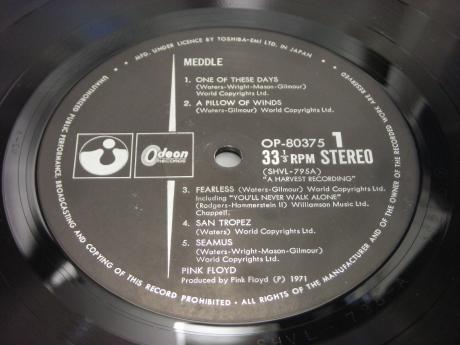 MFD. UNDER LICENCE BY TOSHIBA-EMI LTD. IN JAPAN
UNAUTHORIZED PUBLIC PERFORMANCE, BROADCASTING AND COPYING OF THIS RECORD PROHIBITED • ALL RIGHTS OF THE MANUFACTURER AND OF THE OWNER OF THE RECORDED WORK ARE RESERVED
MEDDLE
1. ONE OF THESE DAYS
(Waters-Wright-Mason-Gilmour)
World Copyrights Ltd.
2. A PILLOW OF WINDS
(Waters-Gilmour) World Copyrights Ltd.
Odeon
RECORDS
OP-80375 1
33 1/3 RPM STEREO
(SHVL-795A)
"A HARVEST RECORDING"
3. FEARLESS (Waters-Gilmour) World Copyrights Ltd.
Including "YOU'LL NEVER WALK ALONE"
(Rodgers-Hammerstein II) Williamson Music Ltd.
Chappell.
4. SAN TROPEZ
(Waters) World Copyrights Ltd.
5. SEAMUS
(Waters-Wright-Mason-Gilmour)
World Copyrights Ltd.
PINK FLOYD
Produced by Pink Floyd (P) 1971